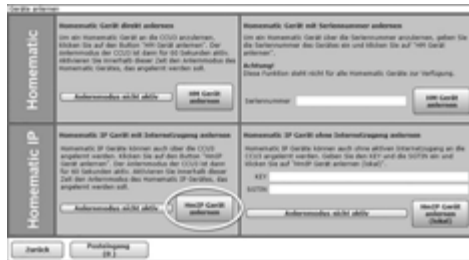 Geräte anlernen
Homematic
Homematic Gerät direkt anlernen
Um ein Homematic Gerät an die CCU3 anzulernen,
klicken Sie auf den Button "HM Gerät anlernen". Der
Anlernmodus der CCU3 ist dann für 60 Sekunden aktiv.
Aktivieren Sie innerhalb dieser Zeit den Anlernmodus des
Homematic Gerätes, das angelernt werden soll.
Anlernmodus nicht aktiv
HM Gerät
anlernen
Homematic Gerät mit Seriennummer anlernen
Um ein Homematic Gerät über die Seriennummer anzulernen, geben Sie
die Seriennummer des Gerätes ein und klicken Sie auf "HM Gerät
anlernen".
Achtung!
Diese Funktion steht nicht für alle Homematic Geräte zur Verfügung.
Seriennummer
HM Gerät
anlernen
Homematic IP
Homematic IP Gerät mit Internetzugang anlernen
Homematic IP Geräte können auch über die CCU3
angelernt werden. Klicken Sie auf den Button "HmIP
Gerät anlernen". Der Anlernmodus der CCU3 ist dann
für 60 Sekunden aktiv. Aktivieren Sie innerhalb dieser
Zeit den Anlernmodus des Homematic IP Gerätes, das
angelernt werden soll.
Anlernmodus nicht aktiv
HmIP Gerät
anlernen
Homematic IP Gerät ohne Internetzugang anlernen
Homematic IP Geräte können auch ohne aktiven Internetzugang an die
CCU3 angelernt werden. Geben Sie den KEY und die SGTIN ein und
klicken Sie auf "HmIP Gerät anlernen (lokal)".
KEY
SGTIN
Anlernmodus nicht aktiv
HmIP Gerät
anlernen
(lokal)
Zurück
Posteingang